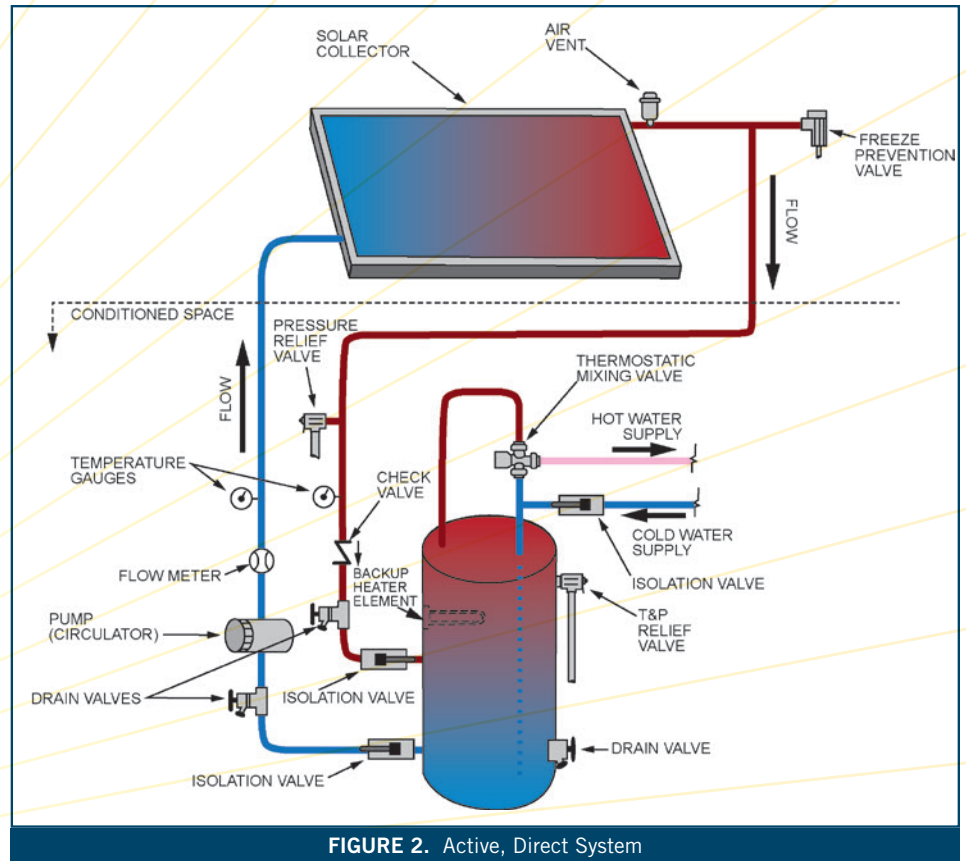 SOLAR
COLLECTOR
AIR
VENT
FREEZE
PREVENTION
VALVE
FLOW
CONDITIONED SPACE
PRESSURE
RELIEF
VALVE
FLOW
THERMOSTATIC
MIXING VALVE
HOT WATER
SUPPLY
TEMPERATURE
GAUGES
CHECK
VALVE
COLD WATER
SUPPLY
FLOW METER
BACKUP
HEATER
ELEMENT
ISOLATION VALVE
PUMP
(CIRCULATOR)
T&P
RELIEF
VALVE
DRAIN VALVES
ISOLATION VALVE
DRAIN VALVE
ISOLATION VALVE
FIGURE 2. Active, Direct System